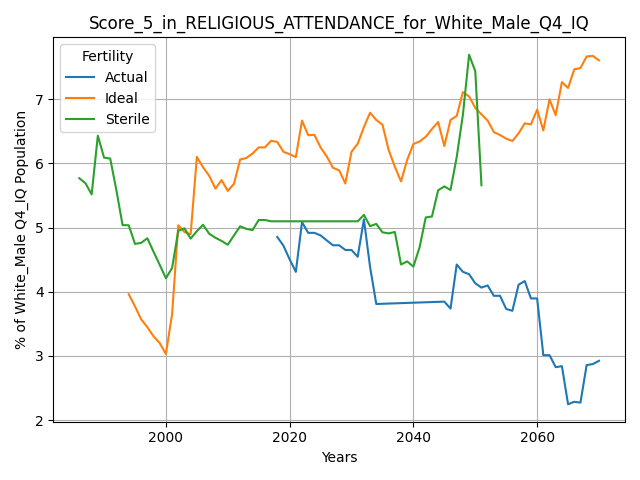 Score_5_in_RELIGIOUS_ATTENDANCE_for_White_Male_Q4_IQ
Fertility
Actual
Ideal
Sterile
% of White_Male Q4_IQ Population
7
6
5
4
3
2
2000
2020
2040
2060
Years